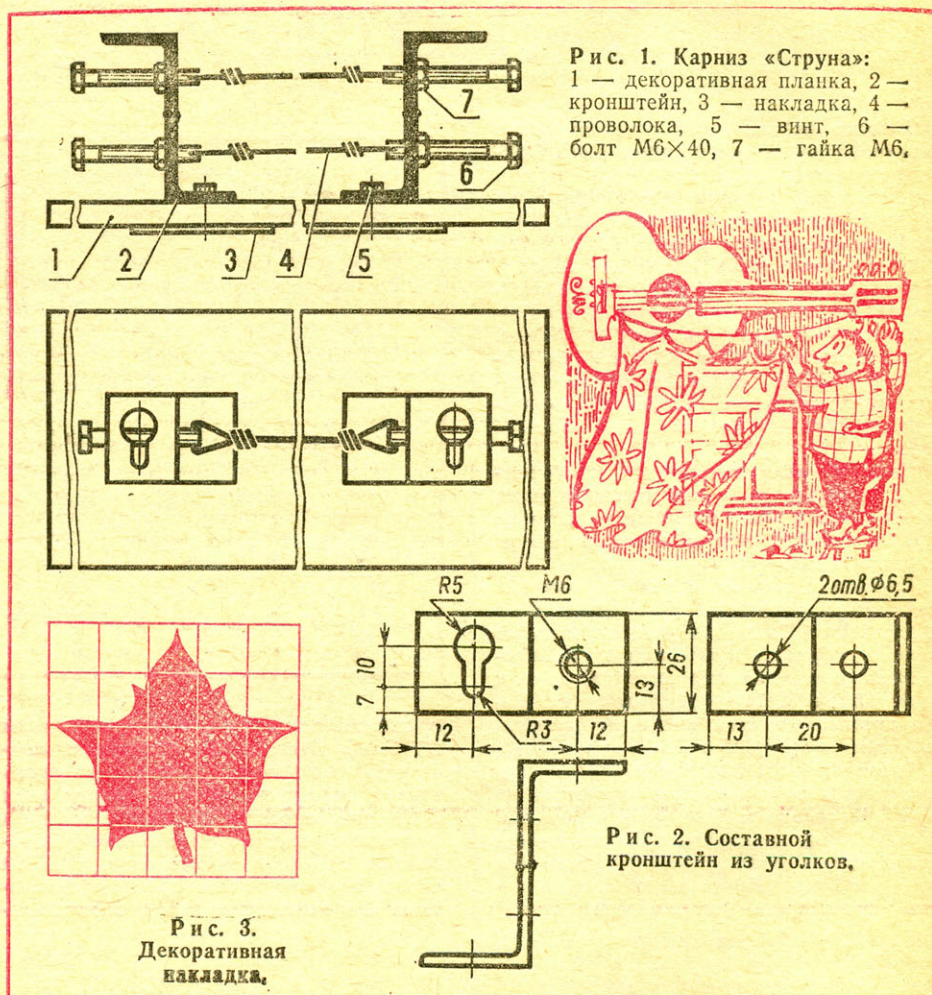 Рис. 1. Карниз «Струна»:
1 — декоративная планка, 2 —
кронштейн, 3 — накладка, 4 —
проволока, 5 — винт, 6 —
болт М6×40, 7 — гайка М6.
7
6
1 2 3 4 5
R5
М6
2отв.Ф6,5
10
7
12
R3
12
13
26
13
20
Рис. 2. Составной
кронштейн из уголков.
Рис. 3.
Декоративная
накладка.